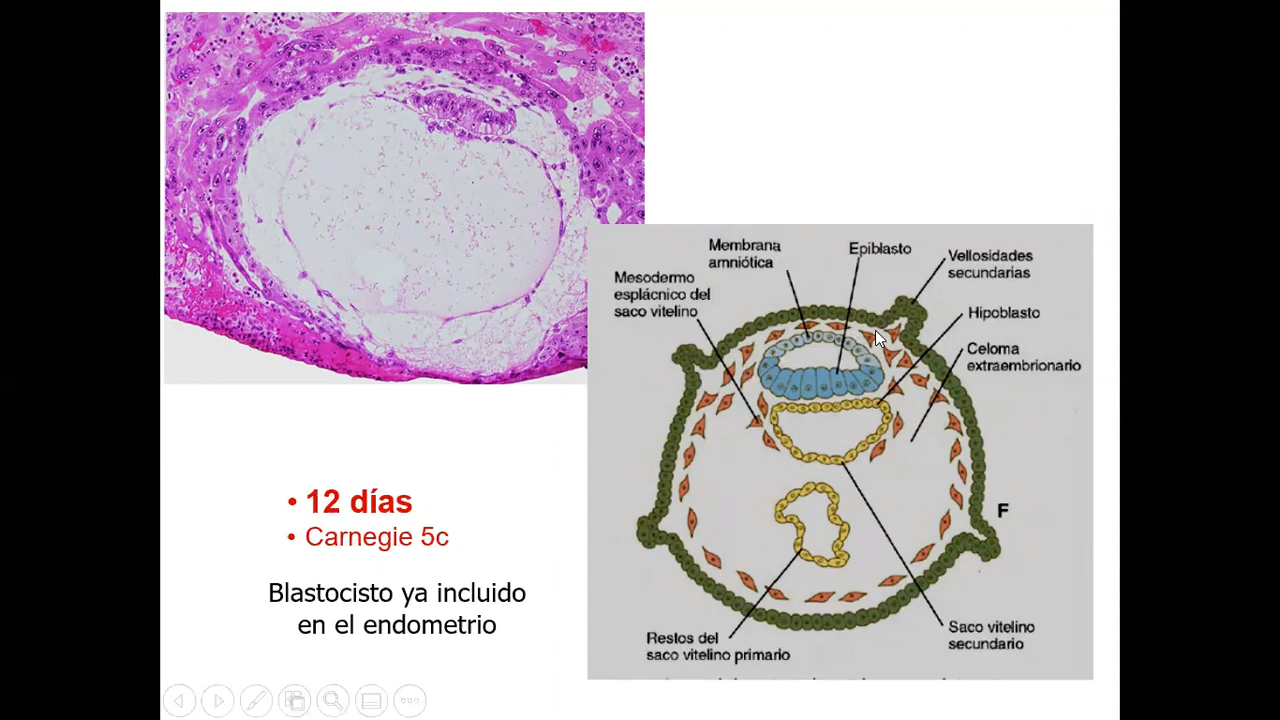 Membrana
amniótica
Epiblasto
Vellosidades
secundarias
Mesodermo
esplácnico del
saco vitelino
Hipoblasto
Celoma
extraembrionario
• 12 días
• Carnegie 5c
Blastocisto ya incluido
en el endometrio
F
Restos del
saco vitelino primario
Saco vitelino
secundario